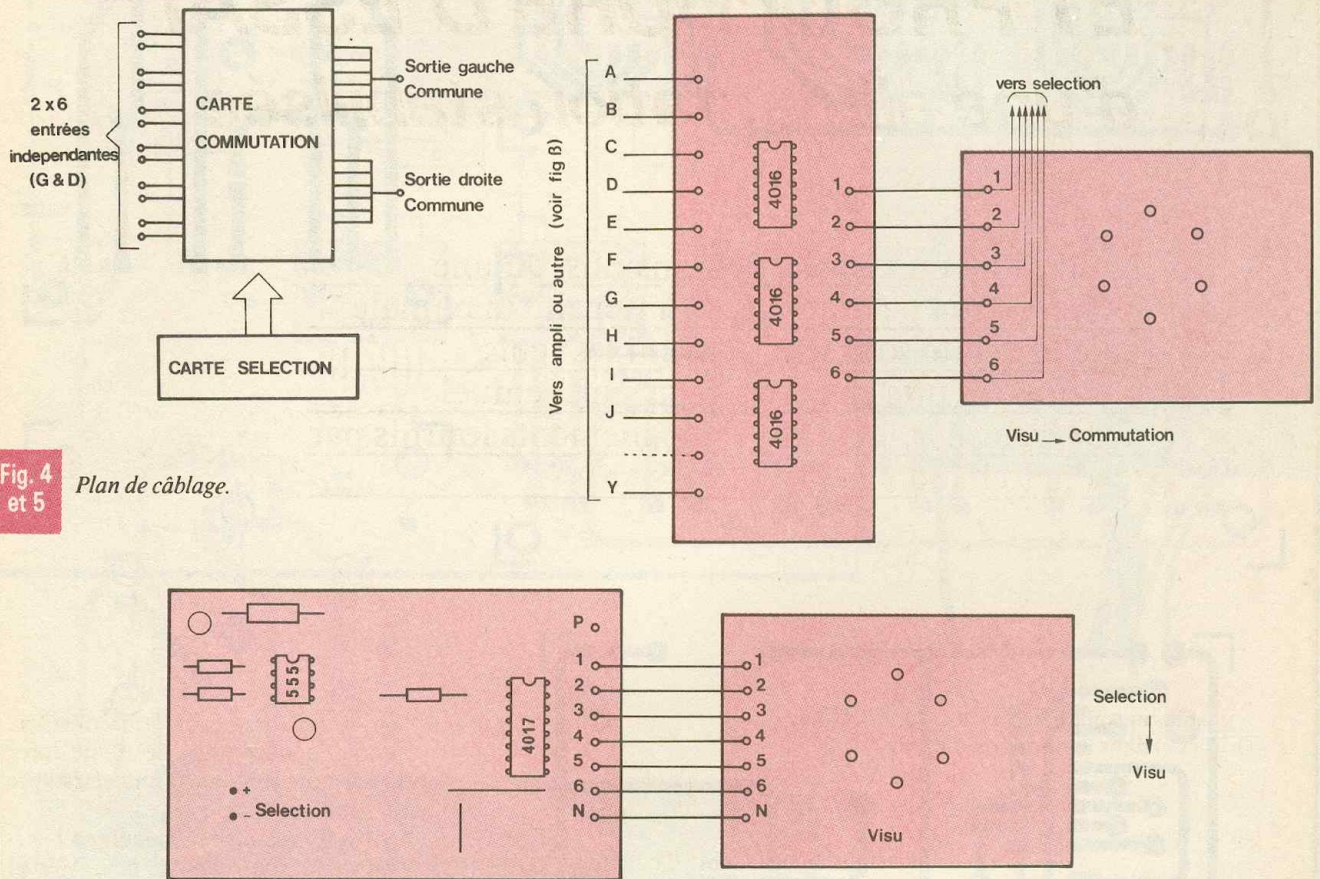 2 x 6
entrées
independantes
(G & D)
CARTE
COMMUTATION
Sortie gauche
Commune
Sortie droite
Commune
CARTE SELECTION
Vers ampli ou autre (voir fig ß)
A
B
C
D
E
F
G
H
I
J
Y
4016
4016
4016
1
2
3
4
5
6
vers selection
1
2
3
4
5
6
Visu → Commutation
Fig. 4
et 5
Plan de câblage.
555
4017
+
- Selection
P
1
2
3
4
5
6
N
1
2
3
4
5
6
N
Visu
Selection
↓
Visu